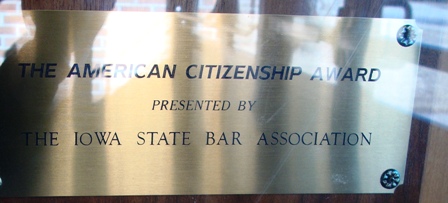 THE AMERICAN CITIZENSHIP AWARD
PRESENTED BY
THE IOWA STATE BAR ASSOCIATION